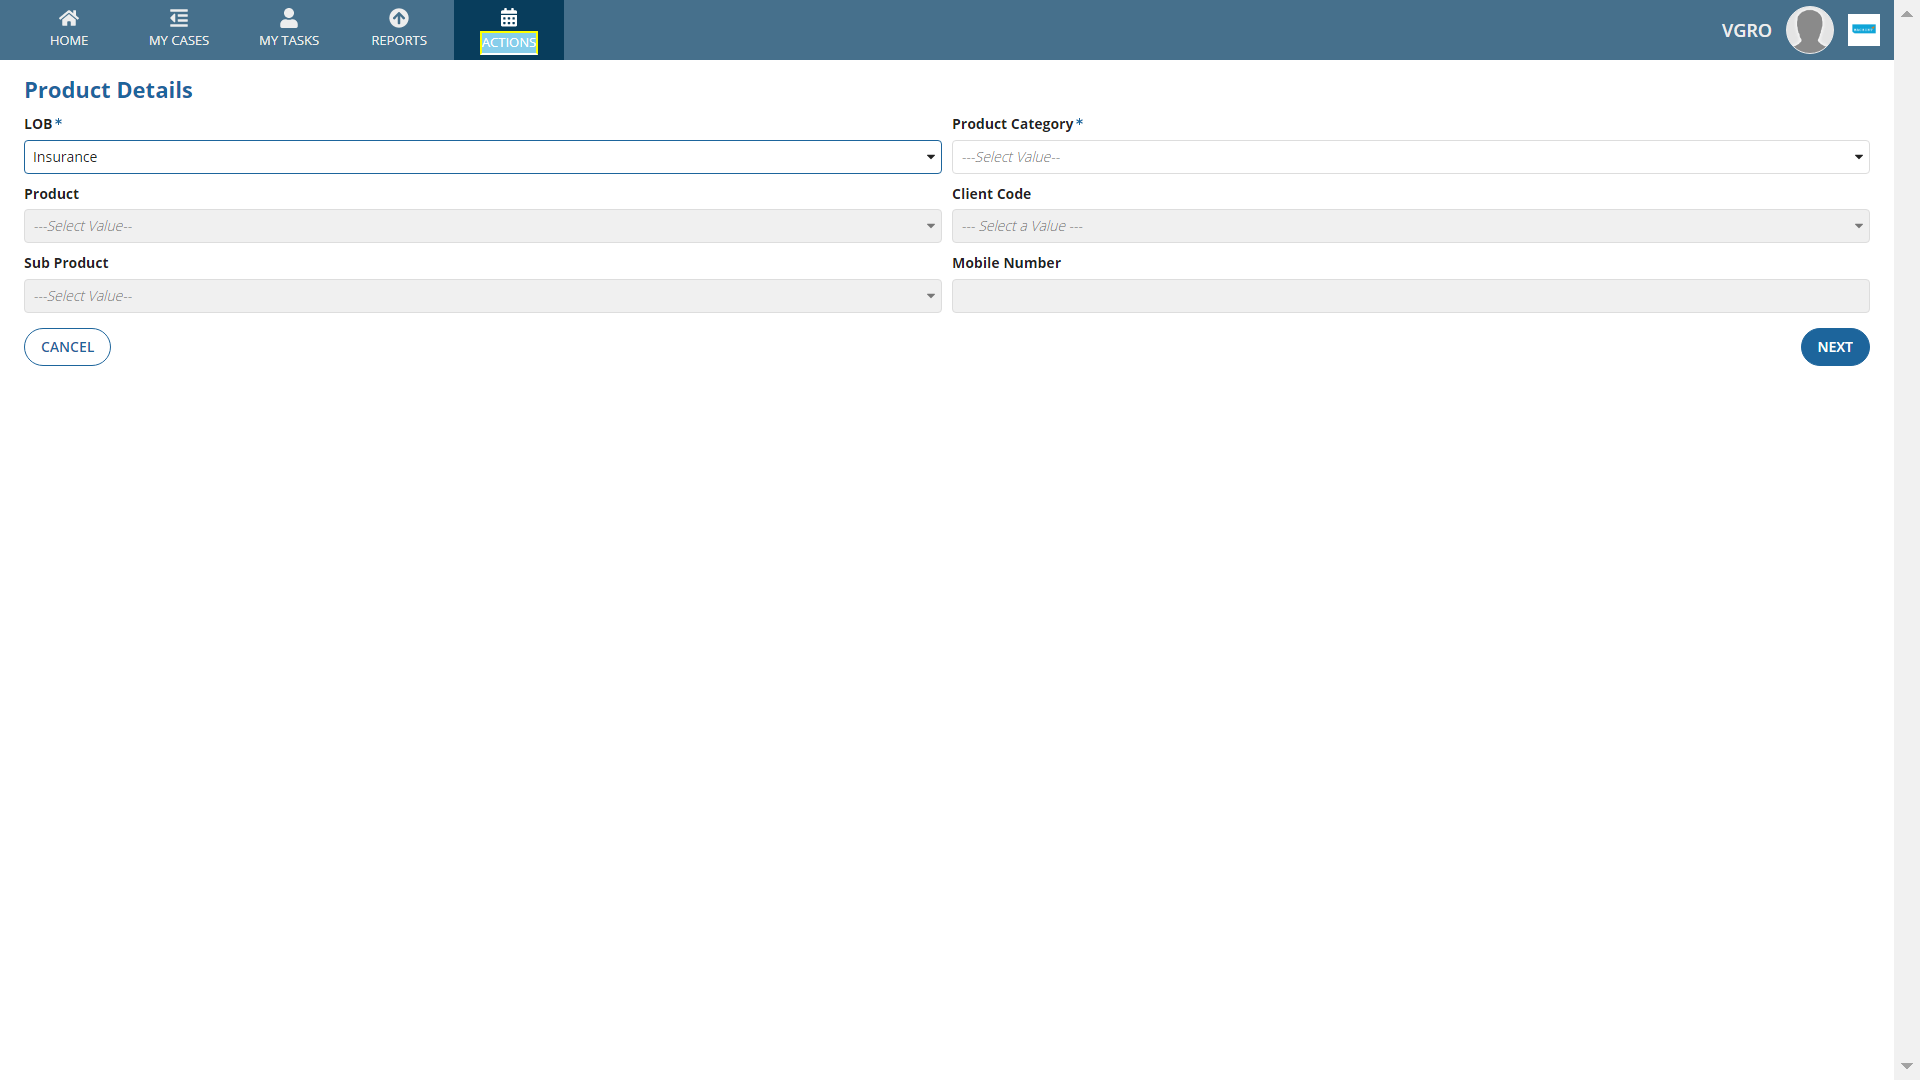 HOME
MY CASES
MY TASKS
REPORTS
ACTIONS
VGRO
Product Details
LOB*
Product Category*
Insurance
---Select Value--
Product
Client Code
---Select Value--
--- Select a Value ---
Sub Product
Mobile Number
---Select Value--
CANCEL
NEXT